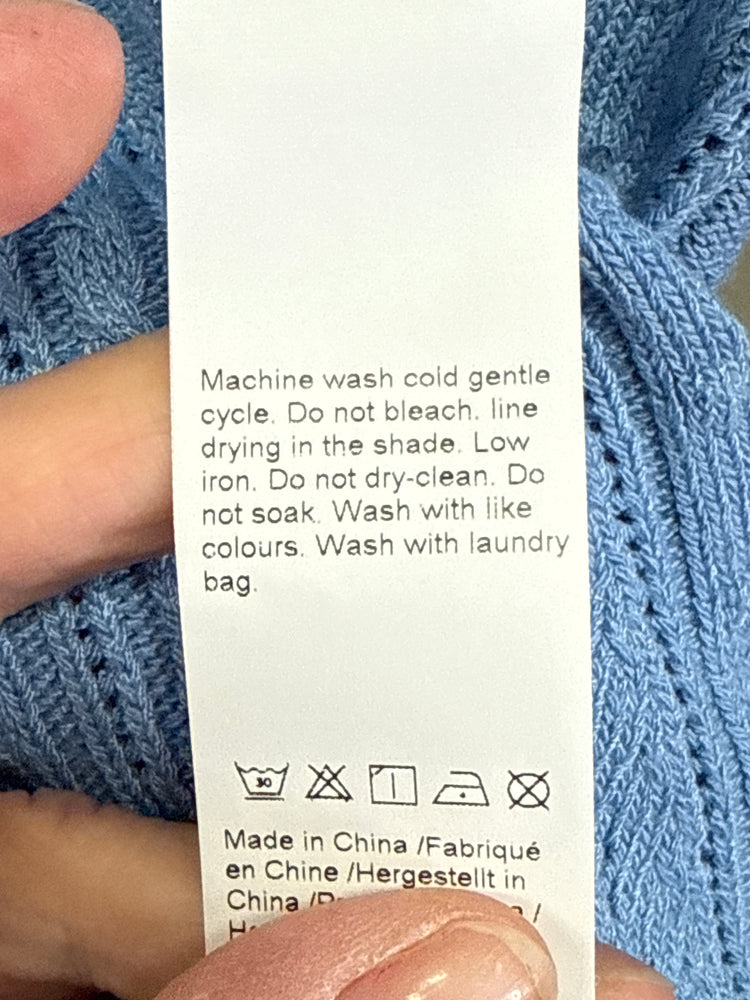 Machine wash cold gentle
cycle. Do not bleach. line
drying in the shade. Low
iron. Do not dry-clean. Do
not soak. Wash with like
colours. Wash with laundry
bag.
30
Made in China /Fabriqué
en Chine /Hergestellt in
China /